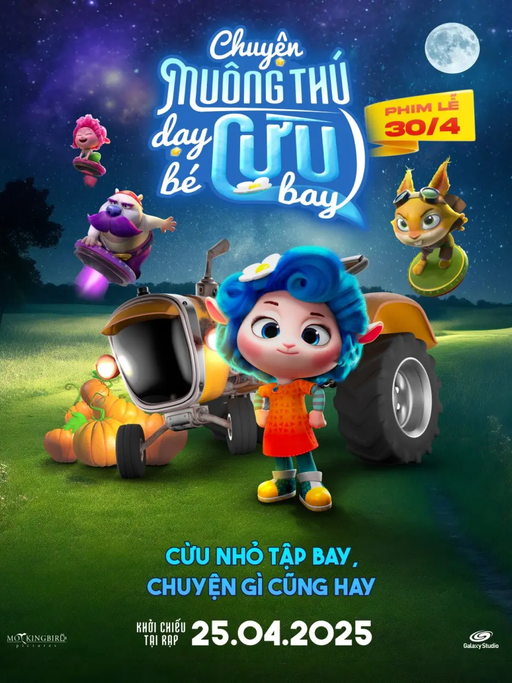 Chuyện
MUÔNG THÚ
dạy CỪU
bé bay
PHIM LỄ
30/4
CỪU NHỎ TẬP BAY,
CHUYỆN GÌ CŨNG HAY
KHỞI CHIẾU
TẠI RẠP 25.04.2025
MOCKINGBIRD
pictures
Galaxy Studio